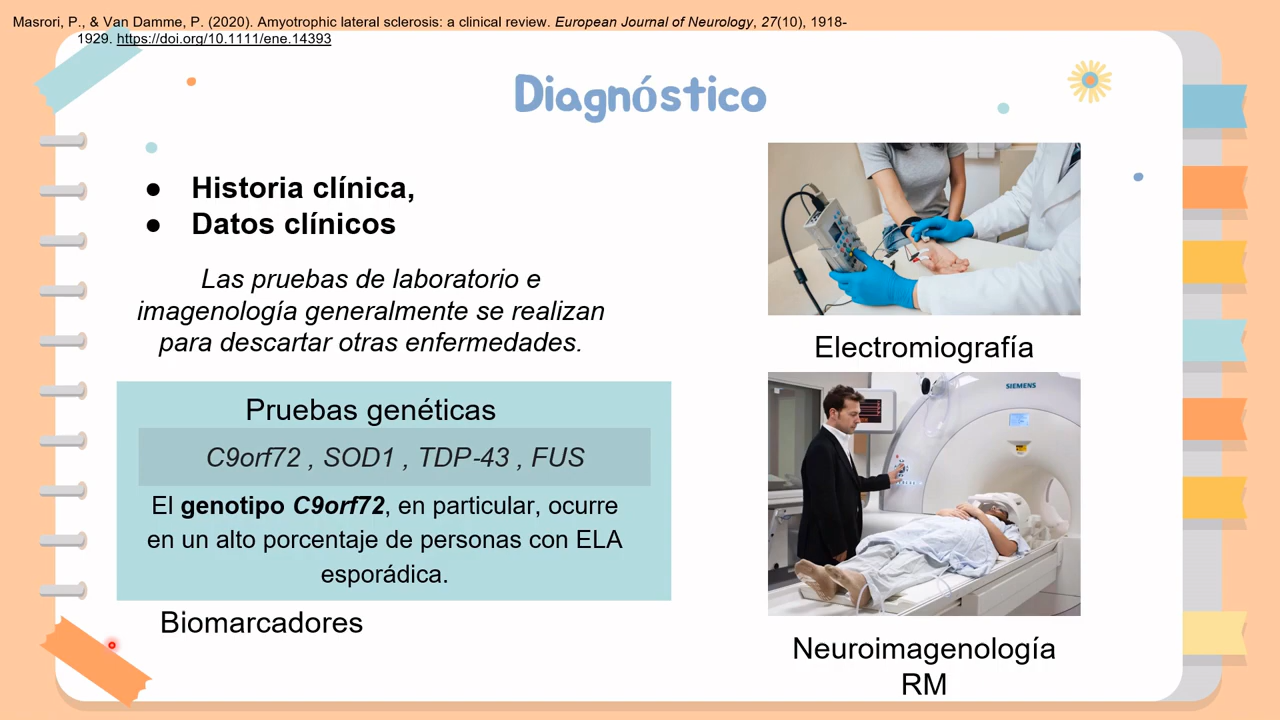 Masrori, P., & Van Damme, P. (2020). Amyotrophic lateral sclerosis: a clinical review. European Journal of Neurology, 27(10), 1918-
1929. https://doi.org/10.1111/ene.14393
Diagnóstico
● Historia clínica,
● Datos clínicos
Las pruebas de laboratorio e
imagenología generalmente se realizan
para descartar otras enfermedades.
Pruebas genéticas
C9orf72 , SOD1 , TDP-43 , FUS
El genotipo C9orf72, en particular, ocurre
en un alto porcentaje de personas con ELA
esporádica.
Biomarcadores
Electromiografía
SIEMENS
Neuroimagenología
RM